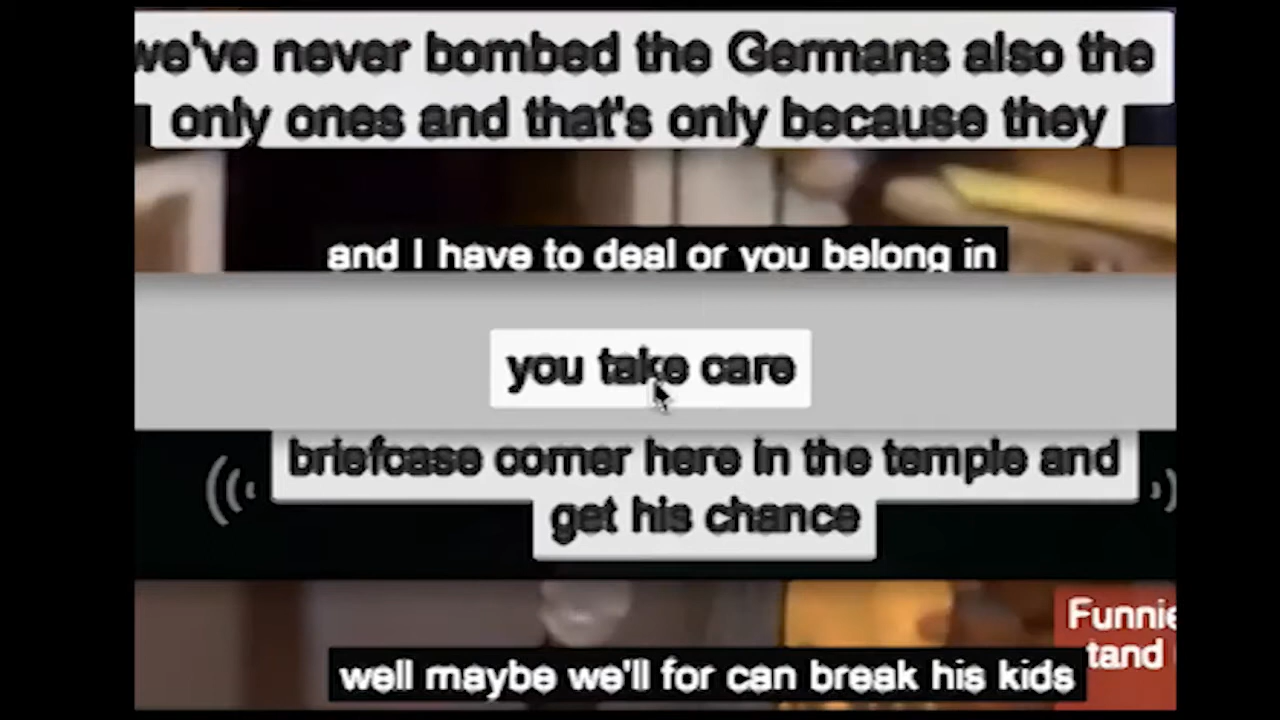 we've never bombed the Germans also the
only ones and that's only because they
and I have to deal or you belong in
you take care
briefcase corner here in the temple and
get his chance
Funnie
tand
well maybe we'll for can break his kids